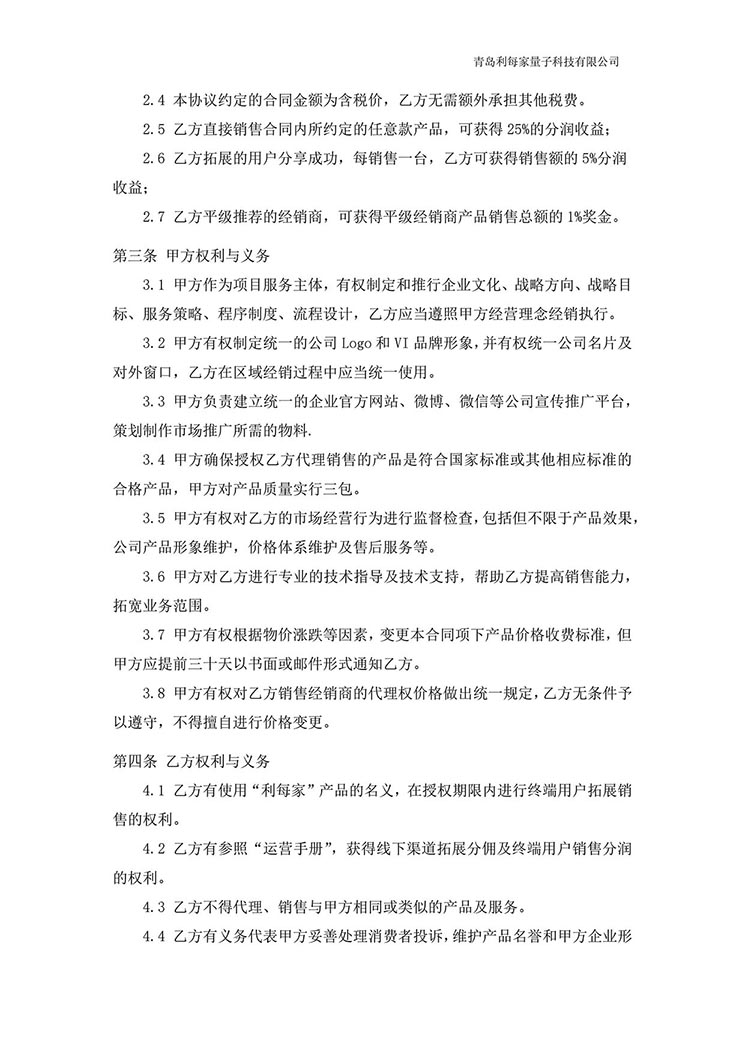 青岛利每家量子科技有限公司
2.4 本协议约定的合同金额为含税价，乙方无需额外承担其他税费。
2.5 乙方直接销售合同内所约定的任意款产品，可获得 25%的分润收益；
2.6 乙方拓展的用户分享成功，每销售一台，乙方可获得销售额的 5%分润
收益；
2.7 乙方平级推荐的经销商，可获得平级经销商产品销售总额的 1%奖金。
第三条 甲方权利与义务
3.1 甲方作为项目服务主体，有权制定和推行企业文化、战略方向、战略目
标、服务策略、程序制度、流程设计，乙方应当遵照甲方经营理念经销执行。
3.2 甲方有权制定统一的公司 Logo 和 VI 品牌形象，并有权统一公司名片及
对外窗口，乙方在区域经销过程中应当统一使用。
3.3 甲方负责建立统一的企业官方网站、微博、微信等公司宣传推广平台，
策划制作市场推广所需的物料.
3.4 甲方确保授权乙方代理销售的产品是符合国家标准或其他相应标准的
合格产品，甲方对产品质量实行三包。
3.5 甲方有权对乙方的市场经营行为进行监督检查，包括但不限于产品效果，
公司产品形象维护，价格体系维护及售后服务等。
3.6 甲方对乙方进行专业的技术指导及技术支持，帮助乙方提高销售能力，
拓宽业务范围。
3.7 甲方有权根据物价涨跌等因素，变更本合同项下产品价格收费标准，但
甲方应提前三十天以书面或邮件形式通知乙方。
3.8 甲方有权对乙方销售经销商的代理权价格做出统一规定，乙方无条件予
以遵守，不得擅自进行价格变更。
第四条 乙方权利与义务
4.1 乙方有使用“利每家”产品的名义，在授权期限内进行终端用户拓展销
售的权利。
4.2 乙方有参照“运营手册”，获得线下渠道拓展分佣及终端用户销售分润
的权利。
4.3 乙方不得代理、销售与甲方相同或类似的产品及服务。
4.4 乙方有义务代表甲方妥善处理消费者投诉，维护产品名誉和甲方企业形